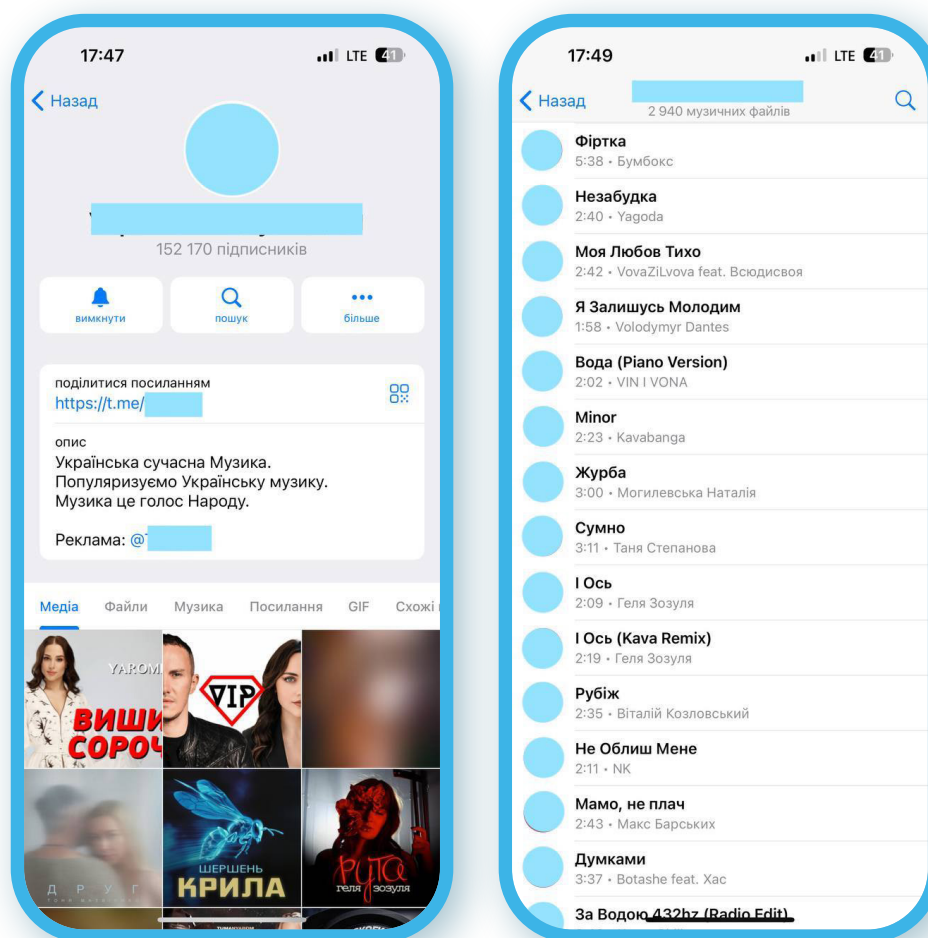 17:47
LTE 41
Назад
152 170 підписників
вимкнути
пошук
більше
поділитися посиланням
https://t.me/
опис
Українська сучасна Музика.
Популяризуємо Українську музику.
Музика це голос Народу.
Реклама: @
Медіа Файли Музика Посилання GIF Схожі
YAROM
ВИШИ
СОРОЧ
VIP
ДРУГ
ШЕРШЕНЬ
КРИЛА
РУТА
геля зозуля
17:49
LTE 41
Назад
2 940 музичних файлів
Фіртка
5:38 • Бумбокс
Незабудка
2:40 • Yagoda
Моя Любов Тихо
2:42 • VovaZiLvova feat. Всюдисвоя
Я Залишусь Молодим
1:58 • Volodymyr Dantes
Вода (Piano Version)
2:02 • VIN I VONA
Minor
2:23 • Kavabanga
Журба
3:00 • Могилевська Наталія
Сумно
3:11 • Таня Степанова
І Ось
2:09 • Геля Зозуля
І Ось (Kava Remix)
2:19 • Геля Зозуля
Рубіж
2:35 • Віталій Козловський
Не Облиш Мене
2:11 • NK
Мамо, не плач
2:43 • Макс Барських
Думками
3:37 • Botashe feat. Хас
За Водою 432hz (Radio Edit)